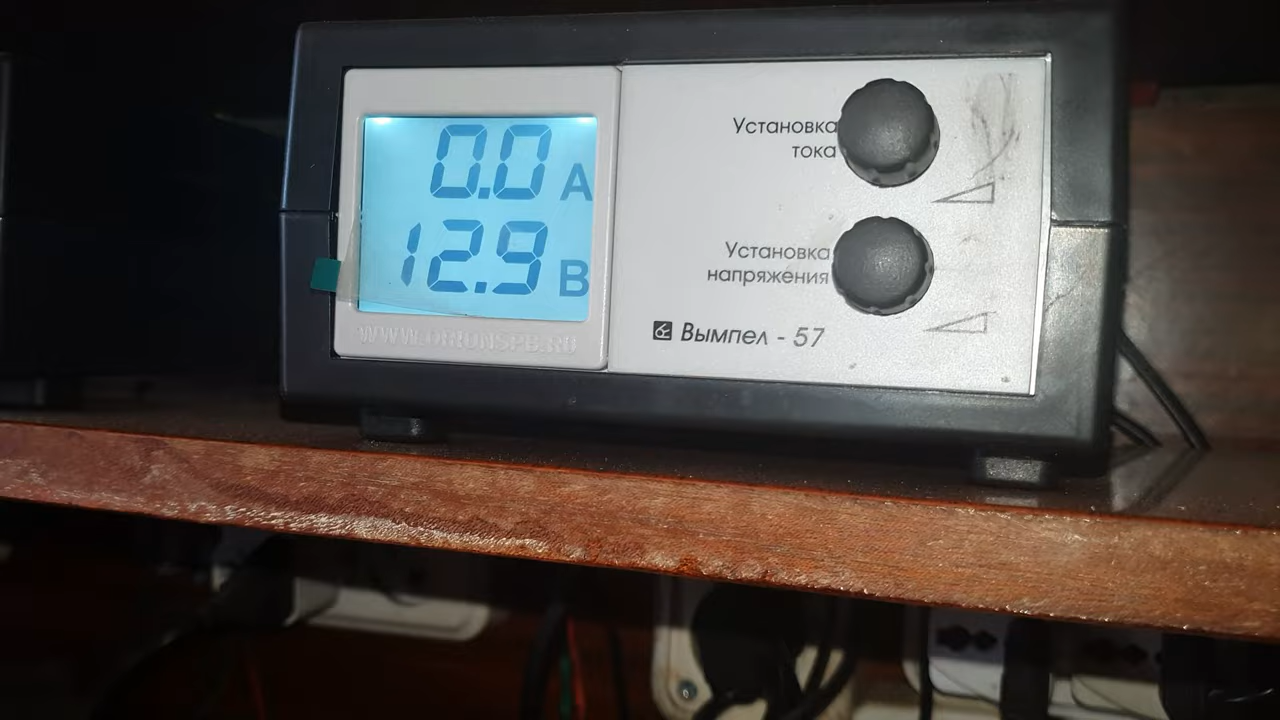 0.0 А
12.9 В
WWW.ORIONSPB.RU
Установка
тока
Установка
напряжения
Вымпел - 57